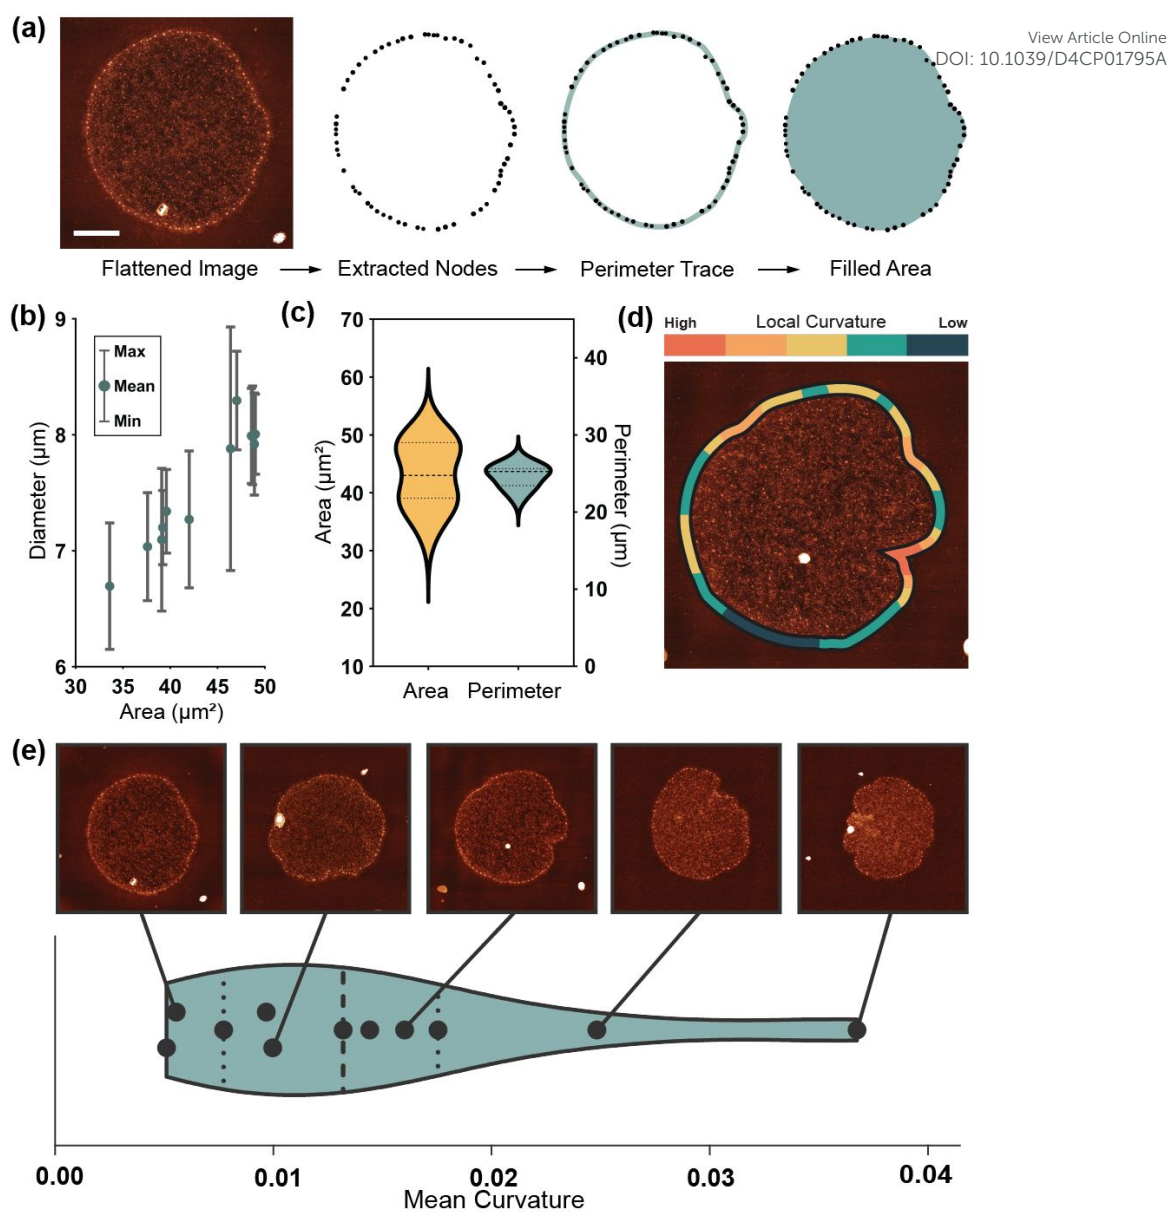 (a)
View Article Online
DOI: 10.1039/D4CP01795A
Flattened Image → Extracted Nodes → Perimeter Trace → Filled Area
(b)
9
8
7
6
Diameter (µm)
Max
Mean
Min
30 35 40 45 50
Area (µm²)
(c)
70
60
50
40
30
20
10
Area (µm²)
40
30
20
10
0
Perimeter (µm)
Area Perimeter
(d)
High Local Curvature Low
(e)
0.00 0.01 0.02 0.03 0.04
Mean Curvature